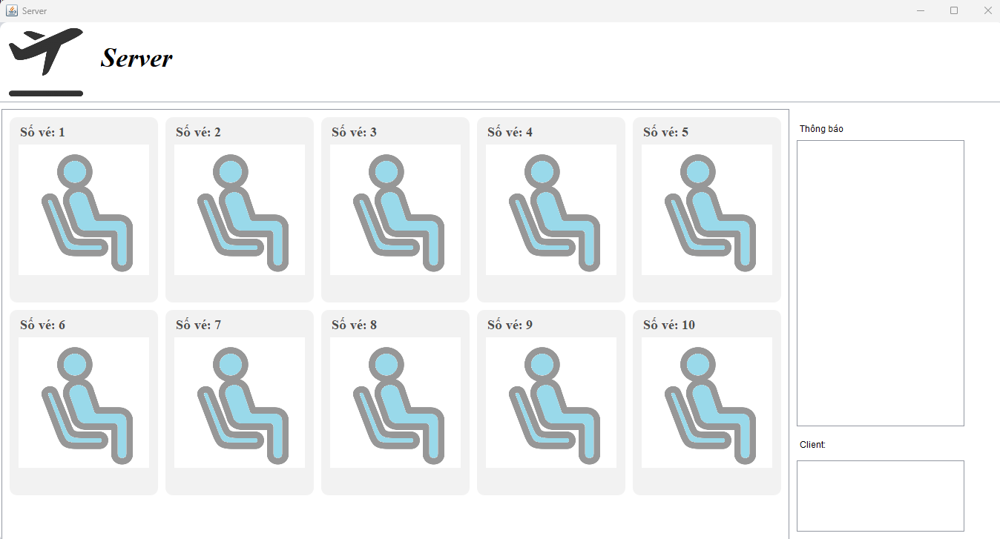 Server
Server
Số vé: 1
Số vé: 2
Số vé: 3
Số vé: 4
Số vé: 5
Số vé: 6
Số vé: 7
Số vé: 8
Số vé: 9
Số vé: 10
Thông báo
Client: